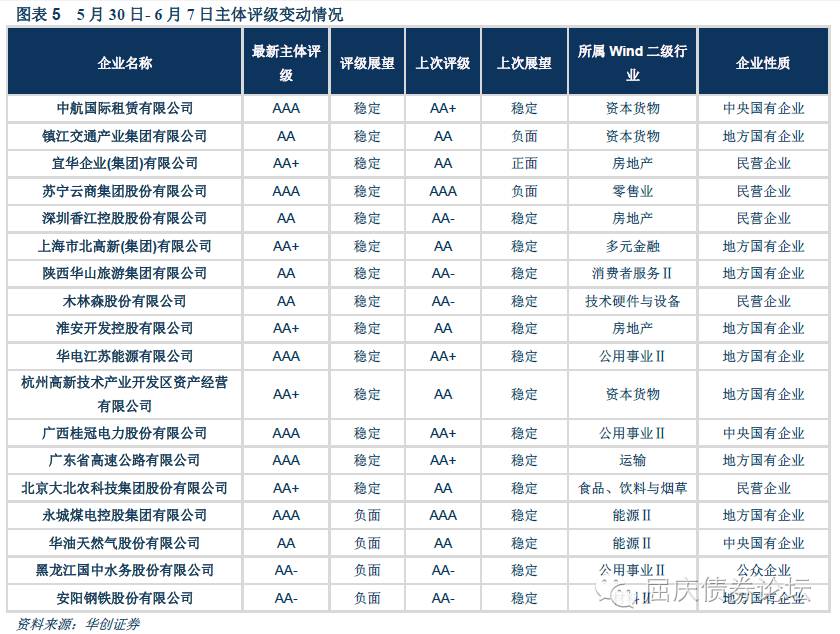 图表 5 5 月 30 日- 6 月 7 日主体评级变动情况
企业名称 最新主体评级 评级展望 上次评级 上次展望 所属 Wind 二级行业 企业性质
中航国际租赁有限公司 AAA 稳定 AA+ 稳定 资本货物 中央国有企业
镇江交通产业集团有限公司 AA 稳定 AA 负面 资本货物 地方国有企业
宜华企业(集团)有限公司 AA+ 稳定 AA 正面 房地产 民营企业
苏宁云商集团股份有限公司 AAA 稳定 AAA 负面 零售业 民营企业
深圳香江控股股份有限公司 AA 稳定 AA- 稳定 房地产 民营企业
上海市北高新(集团)有限公司 AA+ 稳定 AA 稳定 多元金融 地方国有企业
陕西华山旅游集团有限公司 AA 稳定 AA- 稳定 消费者服务Ⅱ 地方国有企业
木林森股份有限公司 AA 稳定 AA- 稳定 技术硬件与设备 民营企业
淮安开发控股有限公司 AA+ 稳定 AA 稳定 房地产 地方国有企业
华电江苏能源有限公司 AAA 稳定 AA+ 稳定 公用事业Ⅱ 地方国有企业
杭州高新技术产业开发区资产经营有限公司 AA+ 稳定 AA 稳定 资本货物 地方国有企业
广西桂冠电力股份有限公司 AAA 稳定 AA+ 稳定 公用事业Ⅱ 中央国有企业
广东省高速公路有限公司 AAA 稳定 AA+ 稳定 运输 地方国有企业
北京大北农科技集团股份有限公司 AA+ 稳定 AA 稳定 食品、饮料与烟草 民营企业
永城煤电控股集团有限公司 AAA 负面 AAA 稳定 能源Ⅱ 地方国有企业
华油天然气股份有限公司 AA 负面 AA 稳定 能源Ⅱ 中央国有企业
黑龙江国中水务股份有限公司 AA- 负面 AA- 稳定 公用事业Ⅱ 公众企业
安阳钢铁股份有限公司 AA- 负面 AA- 稳定 Ⅱ 地方国有企业
屈庆债券论坛
资料来源：华创证券